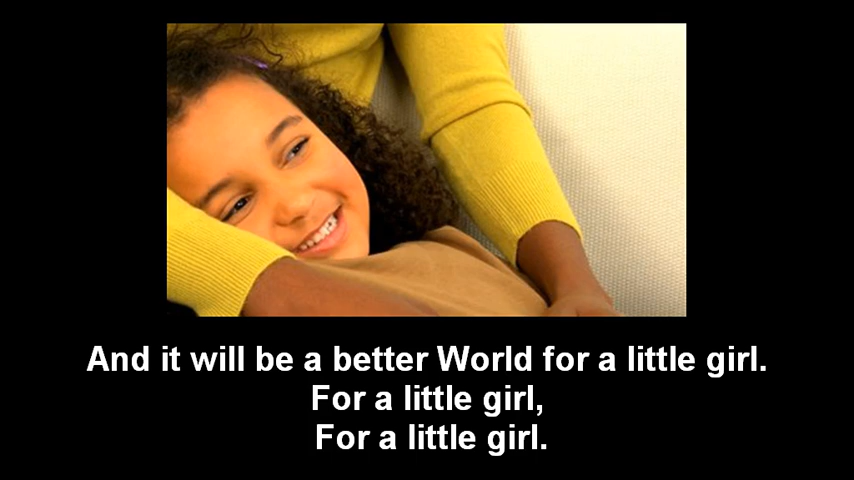 And it will be a better World for a little girl.
For a little girl,
For a little girl.